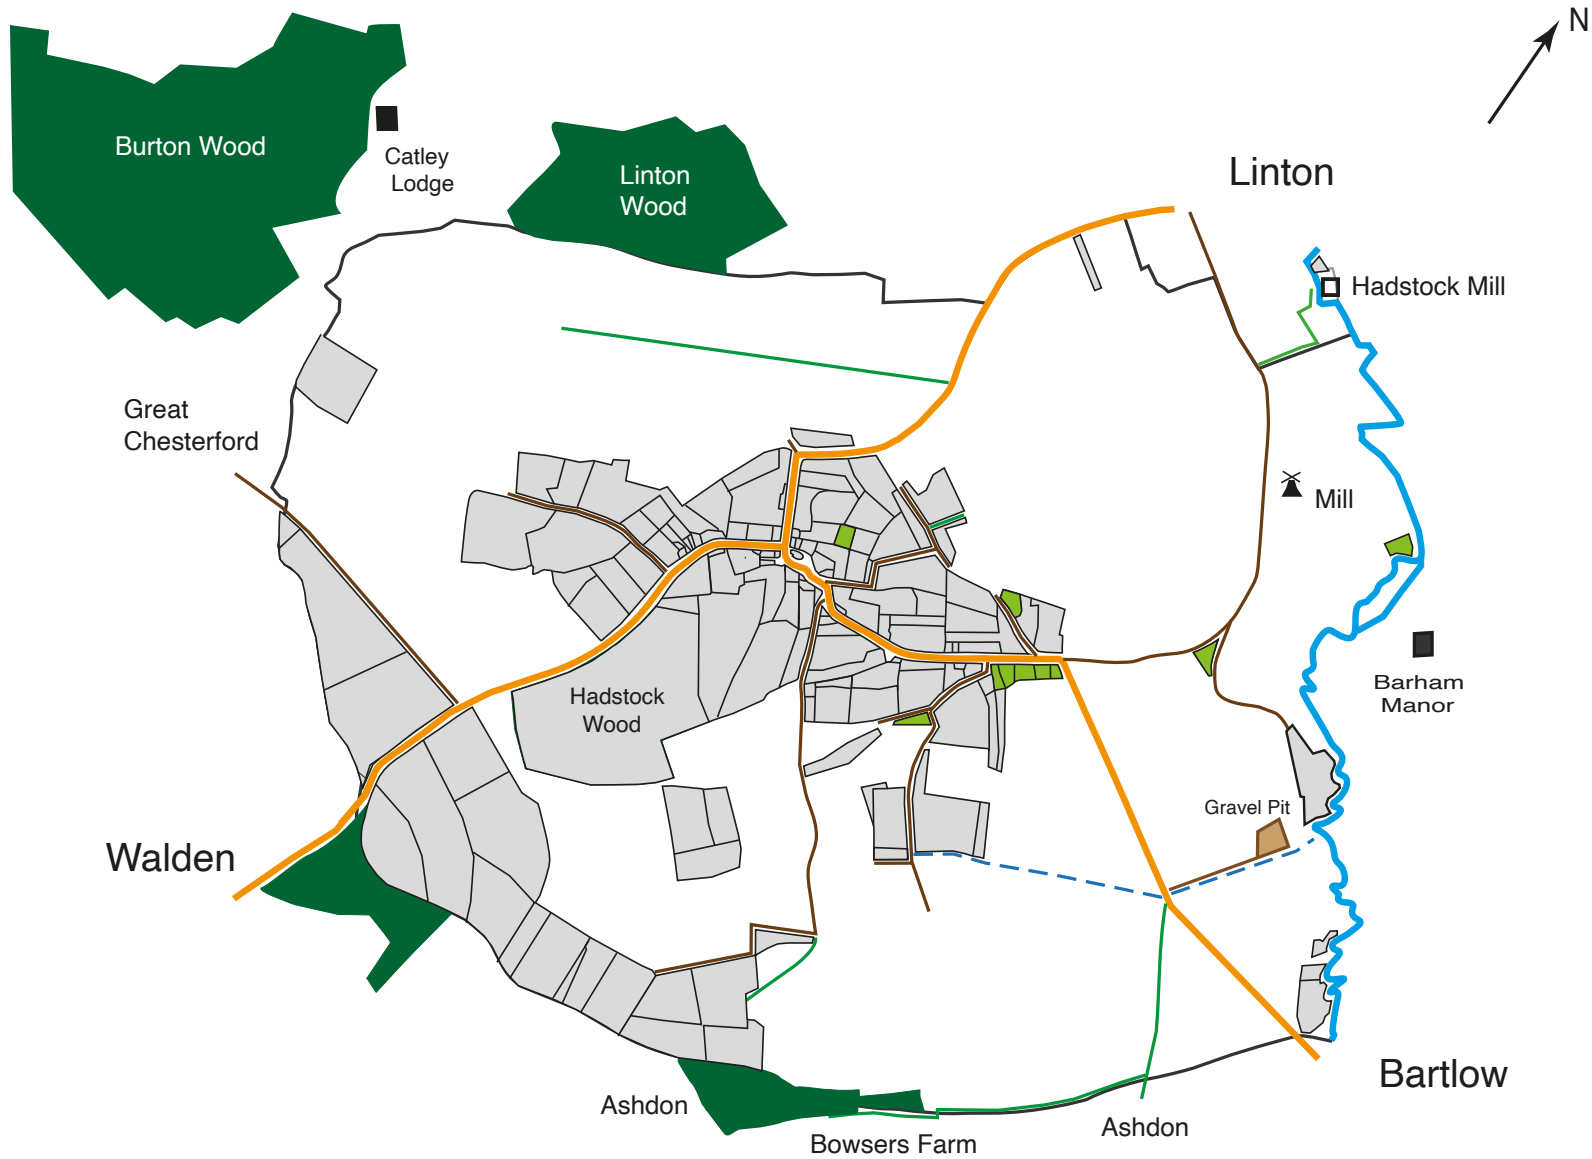 N
Burton Wood
Catley
Lodge
Linton
Wood
Linton
Hadstock Mill
Great
Chesterford
Mill
Barham
Manor
Hadstock
Wood
Gravel Pit
Walden
Bartlow
Ashdon
Bowsers Farm
Ashdon